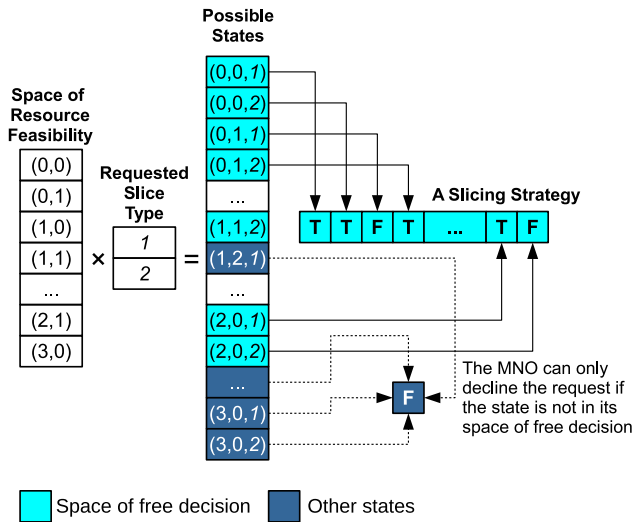 Possible
States
Space of
Resource
Feasibility
(0,0)
(0,1)
(1,0)
(1,1)
...
(2,1)
(3,0)
×
Requested
Slice
Type
1
2
=
(0,0,1)
(0,0,2)
(0,1,1)
(0,1,2)
...
(1,1,2)
(1,2,1)
...
(2,0,1)
(2,0,2)
...
(3,0,1)
(3,0,2)
A Slicing Strategy
T T F T ... T F
F
The MNO can only
decline the request if
the state is not in its
space of free decision
Space of free decision
Other states